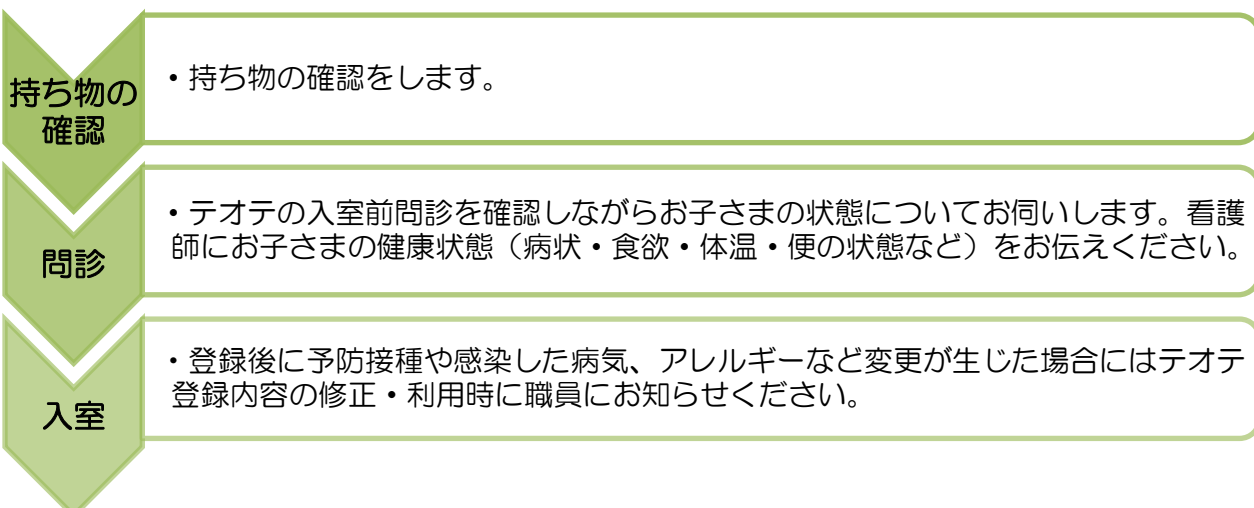 持ち物の
確認
・持ち物の確認をします。
問診
・テオテの入室前問診を確認しながらお子さまの状態についてお伺いします。看護
師にお子さまの健康状態（病状・食欲・体温・便の状態など）をお伝えください。
入室
・登録後に予防接種や感染した病気、アレルギーなど変更が生じた場合にはテオテ
登録内容の修正・利用時に職員にお知らせください。